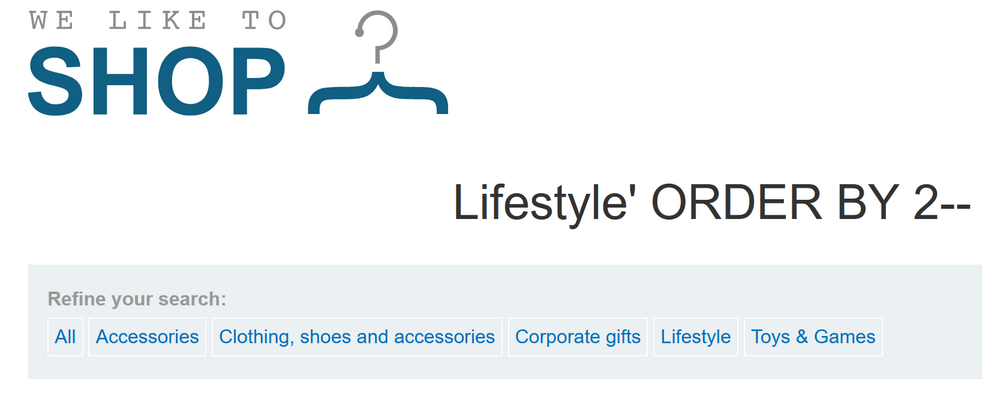 WE LIKE TO
SHOP
Lifestyle' ORDER BY 2--
Refine your search:
All Accessories Clothing, shoes and accessories Corporate gifts Lifestyle Toys & Games